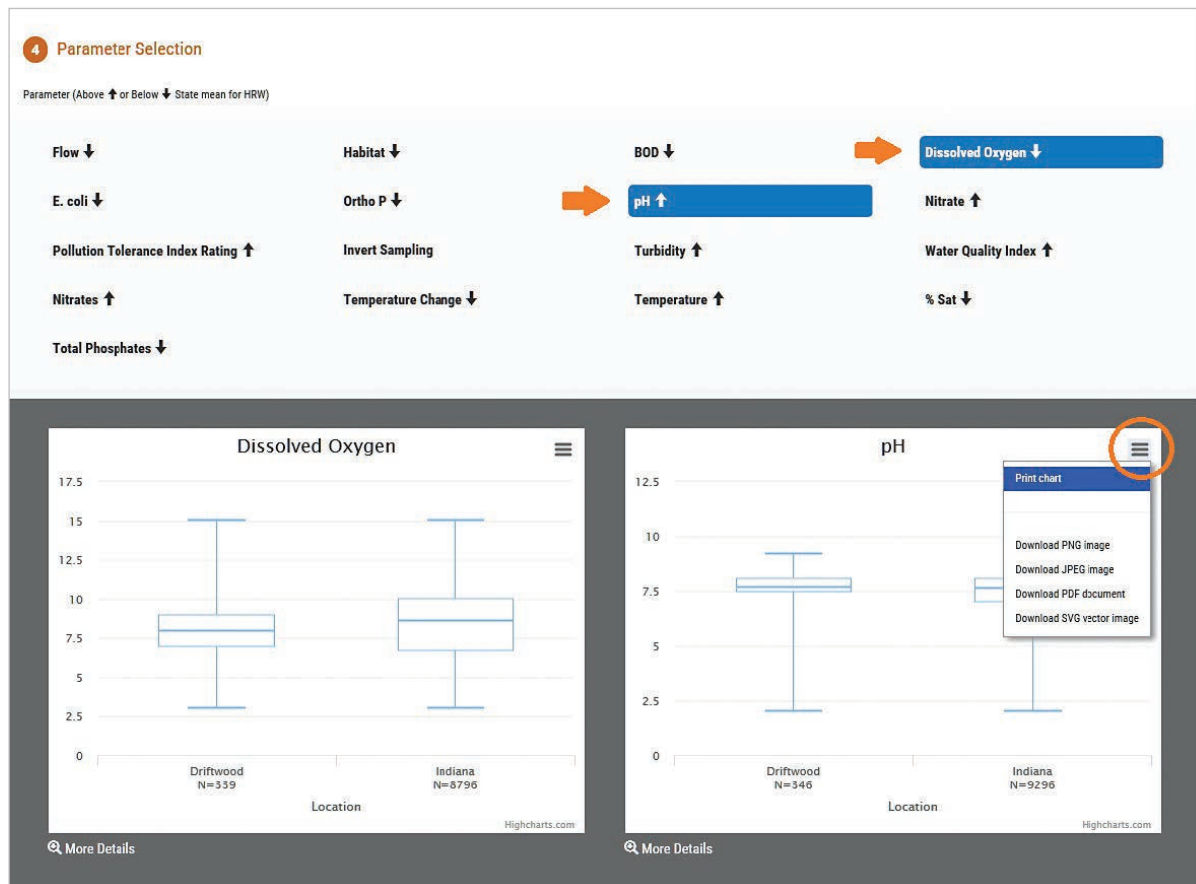 4 Parameter Selection
Parameter (Above ↑ or Below ↓ State mean for HRW)
Flow ↓ Habitat ↓ BOD ↓ Dissolved Oxygen ↓
E. coli ↓ Ortho P ↓ pH ↑ Nitrate ↑
Pollution Tolerance Index Rating ↑ Invert Sampling Turbidity ↑ Water Quality Index ↑
Nitrates ↑ Temperature Change ↓ Temperature ↑ % Sat ↓
Total Phosphates ↓
Dissolved Oxygen
17.5
15
12.5
10
7.5
5
2.5
0
Driftwood Indiana
N=339 N=8796
Location
Highcharts.com
More Details
pH
Print chart
Download PNG image
Download JPEG image
Download PDF document
Download SVG vector image
12.5
10
7.5
5
2.5
0
Driftwood Indiana
N=346 N=9296
Location
Highcharts.com
More Details